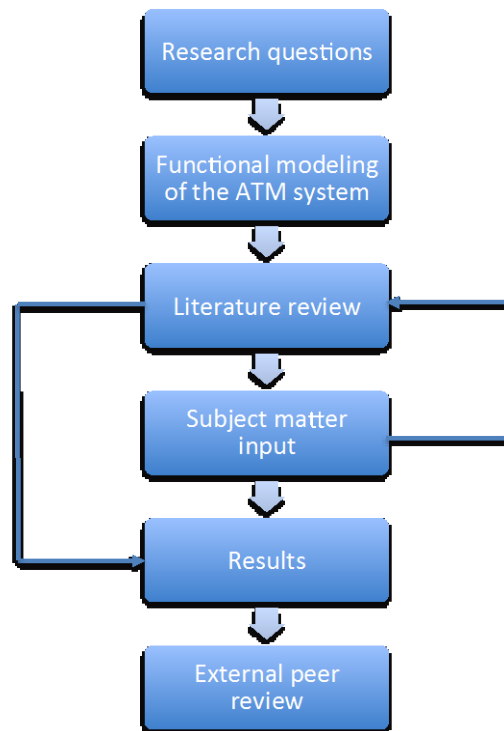 Research questions
Functional modeling
of the ATM system
Literature review
Subject matter
input
Results
External peer
review